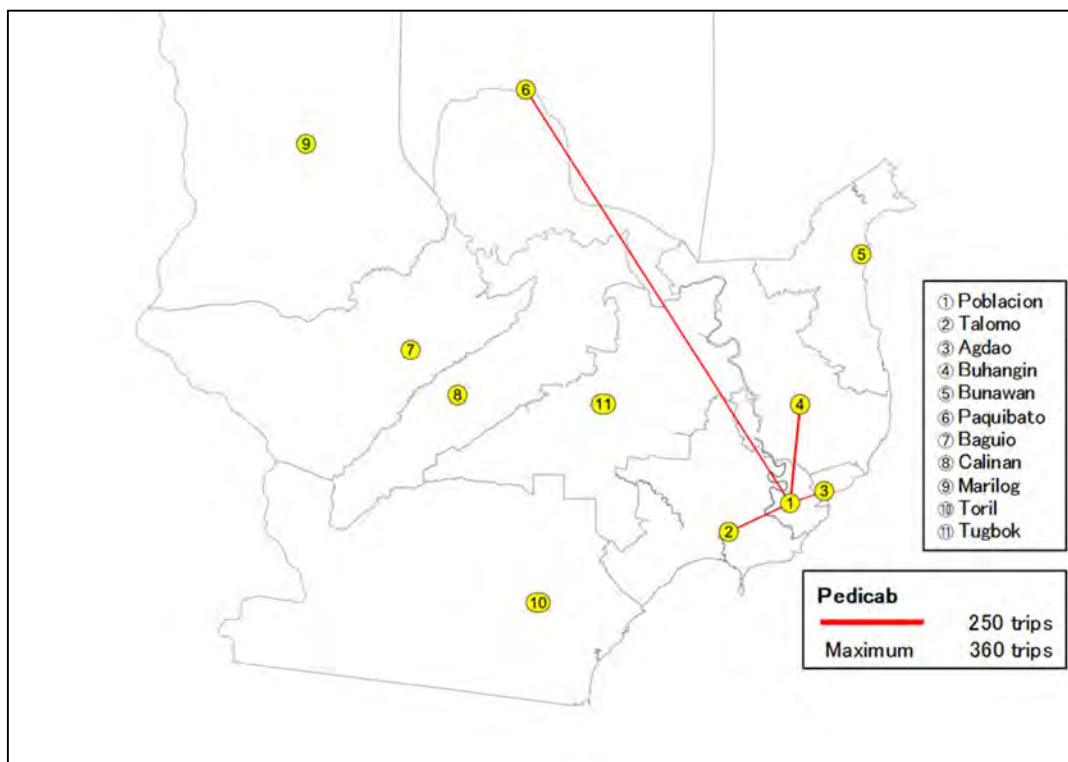 6
9
5
7
8
11
4
3
1
2
10
① Poblacion
② Talomo
③ Agdao
④ Buhangin
⑤ Bunawan
⑥ Paquibato
⑦ Baguio
⑧ Calinan
⑨ Marilog
⑩ Toril
⑪ Tugbok
Pedicab
250 trips
Maximum 360 trips